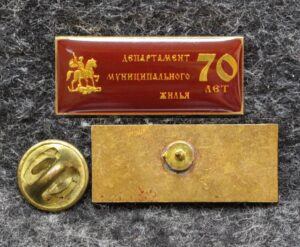 ДЕПАРТАМЕНТ
МУНИЦИПАЛЬНОГО
ЖИЛЬЯ
70
ЛЕТ